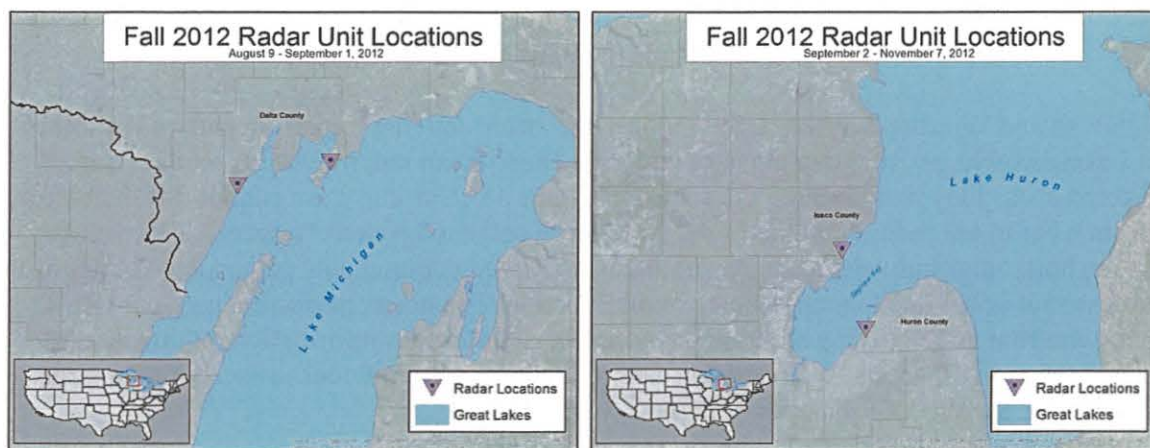 Fall 2012 Radar Unit Locations
August 9 - September 1, 2012
Delta County
Lake Michigan
Radar Locations
Great Lakes
Fall 2012 Radar Unit Locations
September 2 - November 7, 2012
Lake Huron
Iosco County
Saginaw Bay
Huron County
Radar Locations
Great Lakes